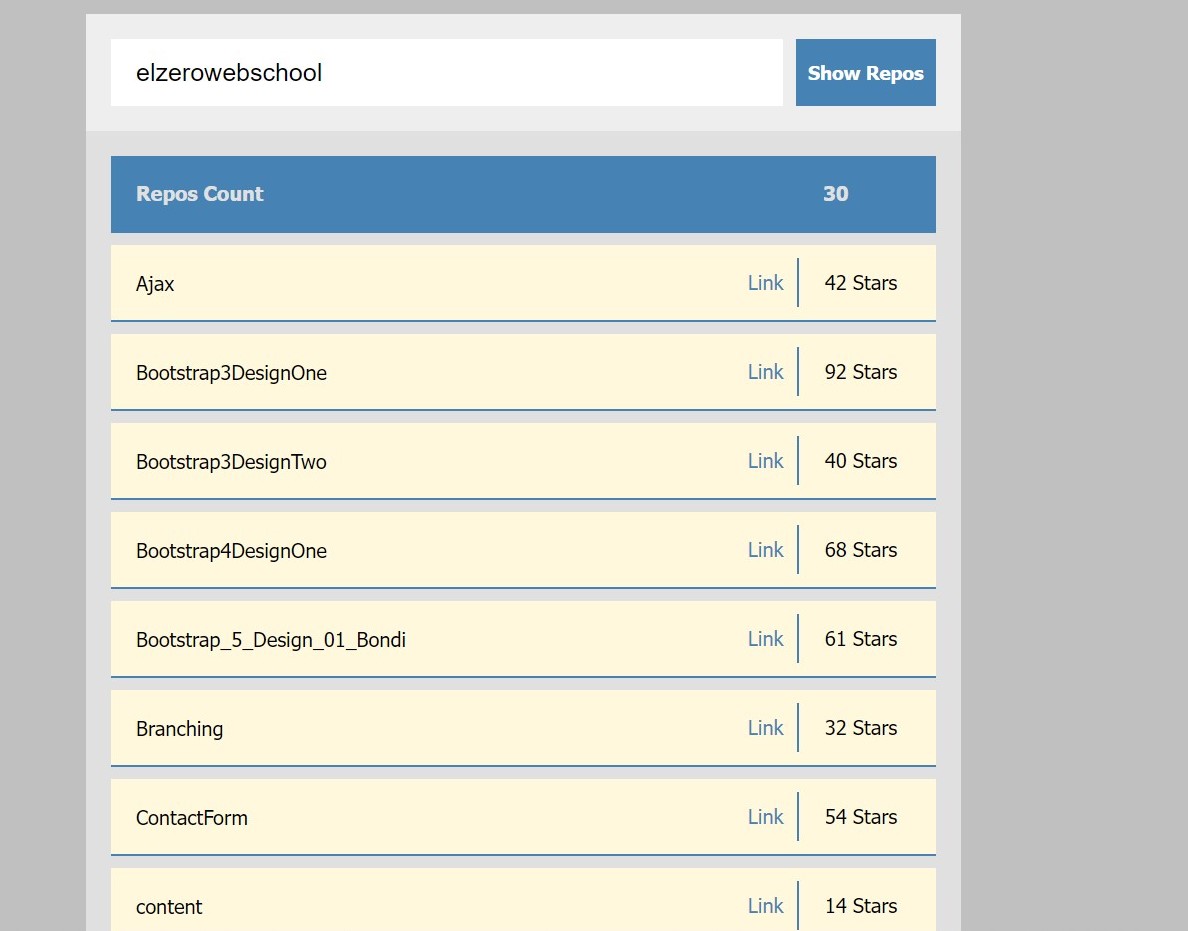 elzerowebschool Show Repos
Repos Count 30
Ajax Link 42 Stars
Bootstrap3DesignOne Link 92 Stars
Bootstrap3DesignTwo Link 40 Stars
Bootstrap4DesignOne Link 68 Stars
Bootstrap_5_Design_01_Bondi Link 61 Stars
Branching Link 32 Stars
ContactForm Link 54 Stars
content Link 14 Stars